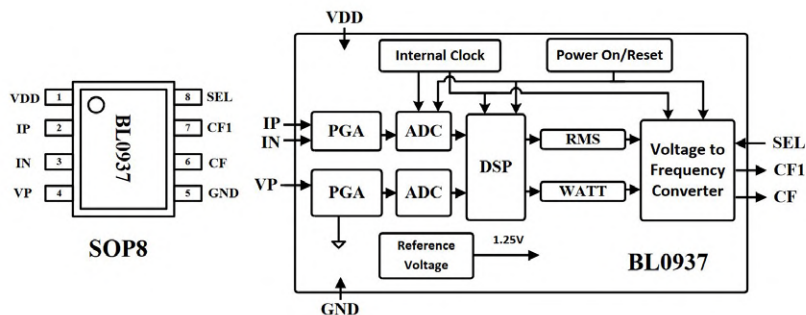 VDD 1
IP 2
IN 3
VP 4
BL0937
8 SEL
7 CF1
6 CF
5 GND
SOP8
VDD
Internal Clock
Power On/Reset
IP
IN
PGA
ADC
DSP
RMS
Voltage to
Frequency
Converter
SEL
CF1
CF
VP
PGA
ADC
WATT
Reference
Voltage
1.25V
BL0937
GND